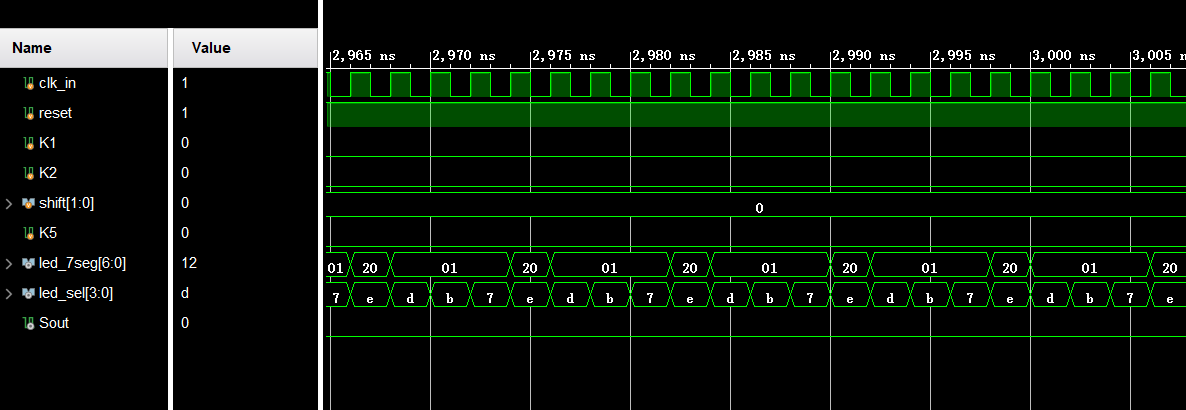 Name Value
2,965 ns 2,970 ns 2,975 ns 2,980 ns 2,985 ns 2,990 ns 2,995 ns 3,000 ns 3,005 ns
clk_in 1
reset 1
K1 0
K2 0
shift[1:0] 0 0
K5 0
led_7seg[6:0] 12 01 20 01 20 01 20 01 20 01 20 01 20
led_sel[3:0] d 7 e d b 7 e d b 7 e d b 7 e d b 7 e d b 7 e
Sout 0